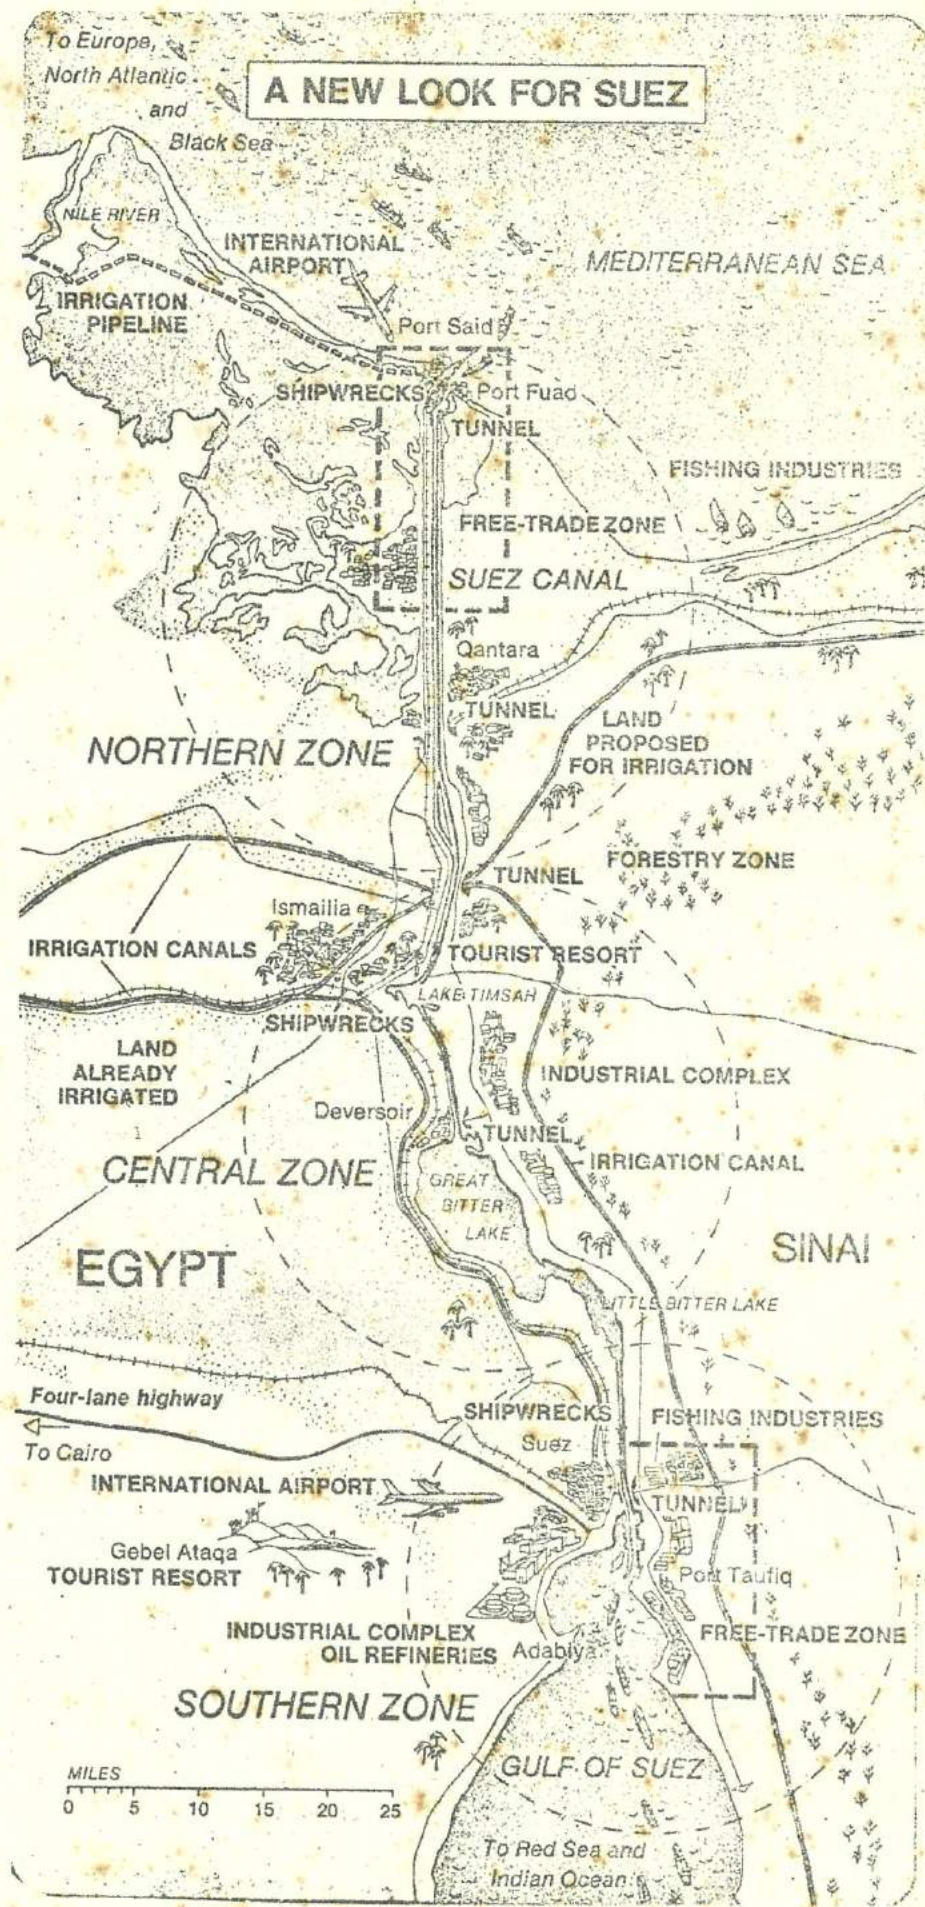 To Europe,
North Atlantic
and
Black Sea
A NEW LOOK FOR SUEZ
NILE RIVER
INTERNATIONAL
AIRPORT
MEDITERRANEAN SEA
IRRIGATION
PIPELINE
Port Said
SHIPWRECKS
Port Fuad
TUNNEL
FISHING INDUSTRIES
FREE-TRADE ZONE
SUEZ CANAL
Qantara
TUNNEL
LAND
PROPOSED
FOR IRRIGATION
NORTHERN ZONE
FORESTRY ZONE
TUNNEL
Ismailia
IRRIGATION CANALS
TOURIST RESORT
LAKE TIMSAH
SHIPWRECKS
LAND
ALREADY
IRRIGATED
INDUSTRIAL COMPLEX
Deversoir
TUNNEL
IRRIGATION CANAL
CENTRAL ZONE
GREAT
BITTER
LAKE
EGYPT
SINAI
LITTLE BITTER LAKE
Four-lane highway
To Cairo
SHIPWRECKS
FISHING INDUSTRIES
Suez
INTERNATIONAL AIRPORT
TUNNEL
Gebel Ataqa
TOURIST RESORT
Port Taufiq
INDUSTRIAL COMPLEX
OIL REFINERIES
Adabiya
FREE-TRADE ZONE
SOUTHERN ZONE
GULF OF SUEZ
MILES
0 5 10 15 20 25
To Red Sea and
Indian Ocean